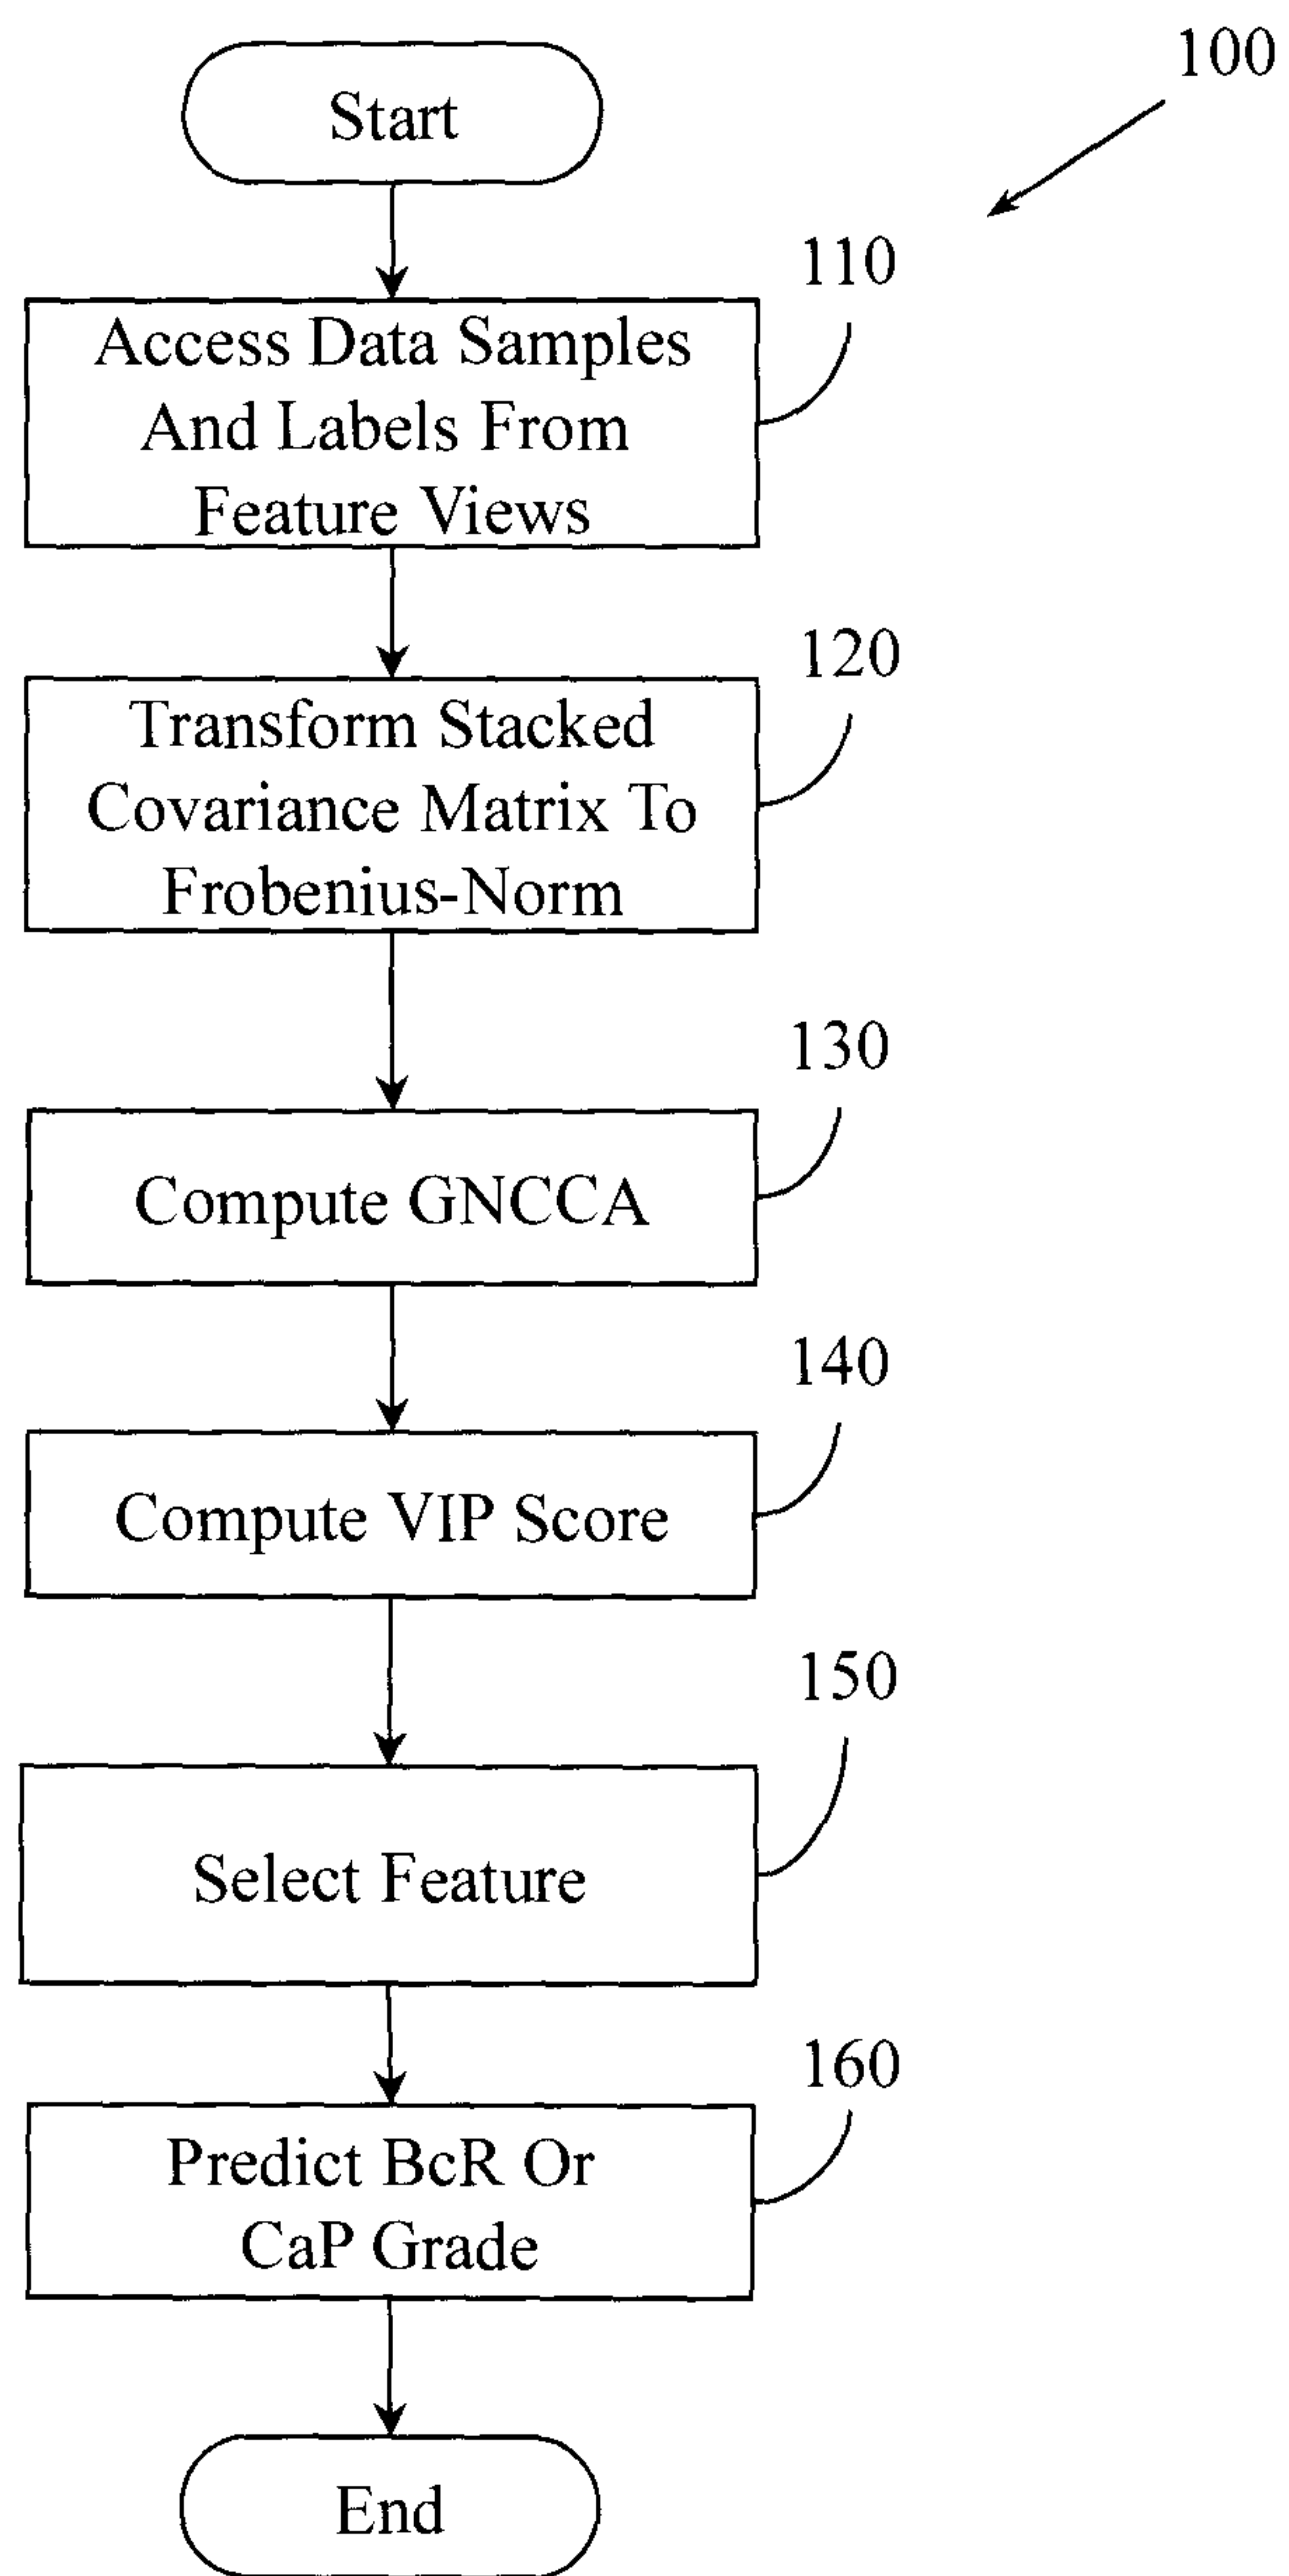 100
Start
110
Access Data Samples
And Labels From
Feature Views
120
Transform Stacked
Covariance Matrix To
Frobenius-Norm
130
Compute GNCCA
140
Compute VIP Score
150
Select Feature
160
Predict BcR Or
CaP Grade
End